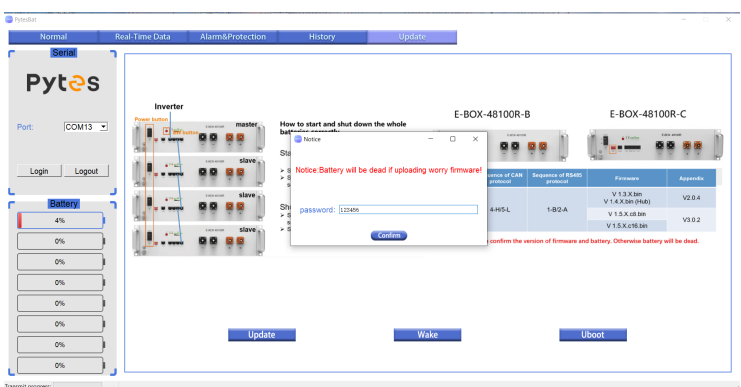 PytesBat
Normal
Real-Time Data
Alarm&Protection
History
Update
Serial
Pytes
Port:
COM13
Login
Logout
Battery
4%
0%
0%
0%
0%
0%
0%
0%
Inverter
Power button
master
slave
slave
slave
How to start and shut down the whole
Notice
Notice:Battery will be dead if uploading worry firmware!
password:
123456
Confirm
E-BOX-48100R-B
E-BOX-48100R-C
protocol
Sequence of RS485
protocol
Firmware
Appendix
4-H/5-L
1-B/2-A
V 1.3.X.bin
V 1.4.X.bin (Hub)
V2.0.4
V 1.5.X.c8.bin
V 1.5.X.c16.bin
V3.0.2
confirm the version of firmware and battery. Otherwise battery will be dead.
Update
Wake
Uboot